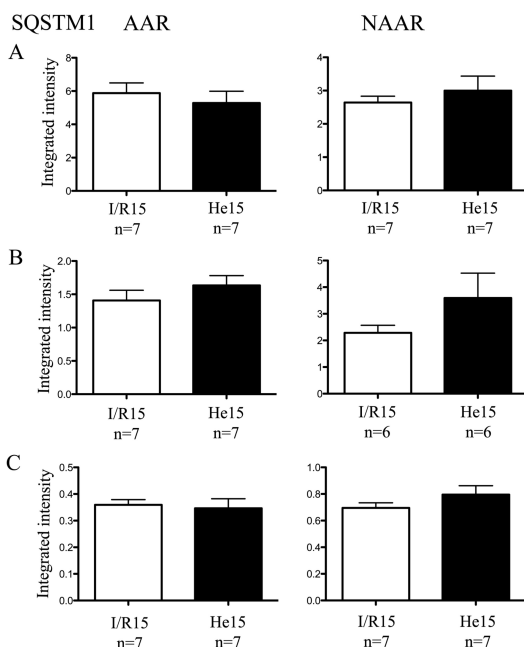 SQSTM1 AAR NAAR
A
Integrated intensity
8
6
4
2
0
I/R15 He15
n=7 n=7
4
3
2
1
0
I/R15 He15
n=7 n=7
B
Integrated intensity
2.0
1.5
1.0
0.5
0.0
I/R15 He15
n=7 n=7
5
4
3
2
1
0
I/R15 He15
n=6 n=6
C
Integrated intensity
0.5
0.4
0.3
0.2
0.1
0.0
I/R15 He15
n=7 n=7
1.0
0.8
0.6
0.4
0.2
0.0
I/R15 He15
n=7 n=7